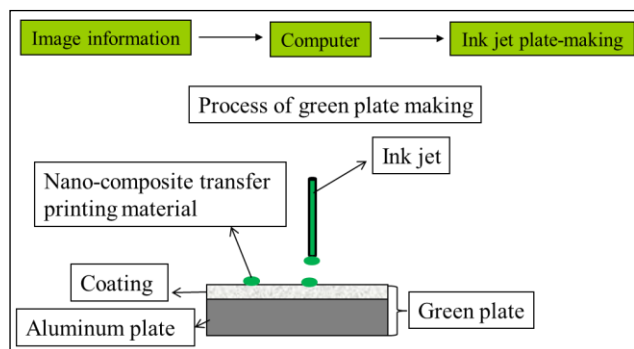 Image information
Computer
Ink jet plate-making
Process of green plate making
Ink jet
Nano-composite transfer
printing material
Coating
Green plate
Aluminum plate